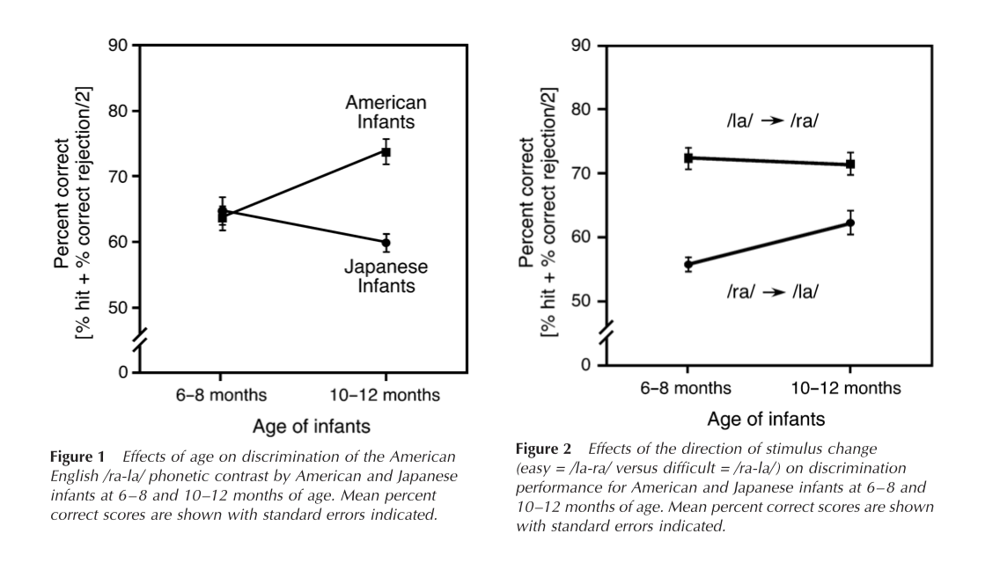 90
80
70
60
50
0
Percent correct
[% hit + % correct rejection/2]
American
Infants
Japanese
Infants
6–8 months
10–12 months
Age of infants
Figure 1 Effects of age on discrimination of the American
English /ra-la/ phonetic contrast by American and Japanese
infants at 6–8 and 10–12 months of age. Mean percent
correct scores are shown with standard errors indicated.
90
80
70
60
50
0
Percent correct
[% hit + % correct rejection/2]
/la/ → /ra/
/ra/ → /la/
6–8 months
10–12 months
Age of infants
Figure 2 Effects of the direction of stimulus change
(easy = /la-ra/ versus difficult = /ra-la/) on discrimination
performance for American and Japanese infants at 6–8 and
10–12 months of age. Mean percent correct scores are shown
with standard errors indicated.